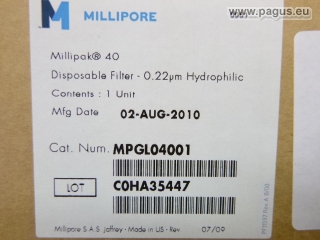 © www.pagus.eu
MILLIPORE
Millipak® 40
Disposable Filter - 0.22µm Hydrophilic
Contents : 1 Unit
Mfg Date 02-AUG-2010
Cat. Num. MPGL04001
LOT C0HA35447
Millipore S.A.S. Jaffrey - Made in US - Rev 07/09